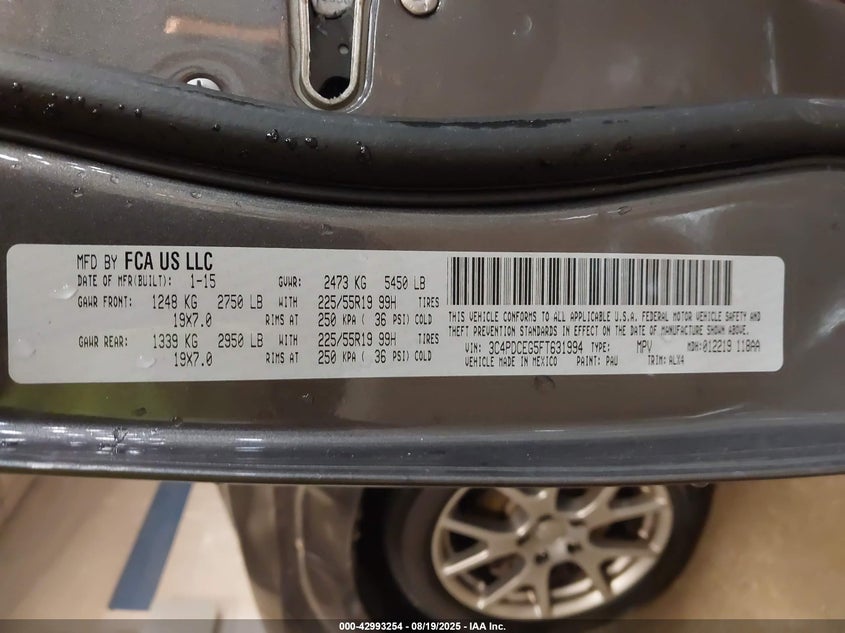 MFD BY FCA US LLC
DATE OF MFR(BUILT): 1-15 GVWR: 2473 KG 5450 LB
GAWR FRONT: 1248 KG 2750 LB WITH 225/55R19 99H TIRES
19X7.0 RIMS AT 250 KPA ( 36 PSI) COLD
GAWR REAR: 1339 KG 2950 LB WITH 225/55R19 99H TIRES
19X7.0 RIMS AT 250 KPA ( 36 PSI) COLD
THIS VEHICLE CONFORMS TO ALL APPLICABLE U.S.A. FEDERAL MOTOR VEHICLE SAFETY AND
THEFT PREVENTION STANDARDS IN EFFECT ON THE DATE OF MANUFACTURE SHOWN ABOVE.
VIN: 3C4PDCEG5FT631994 TYPE: MPV MDH:012219 118AA
VEHICLE MADE IN MEXICO PAINT: PAU TRIM: ALX4
000-42993254 - 08/19/2025 - IAA Inc.